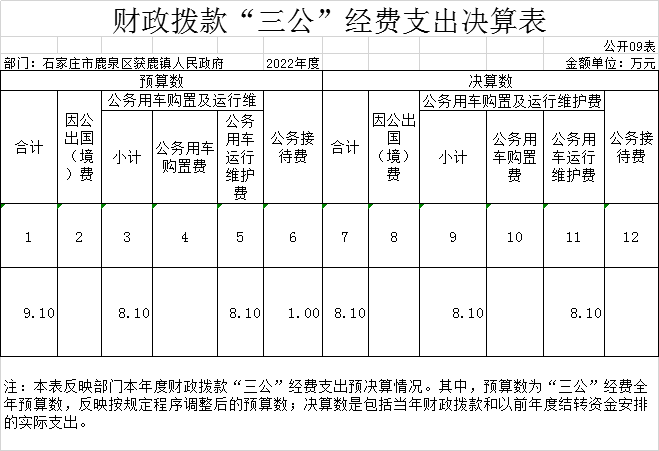 财政拨款“三公”经费支出决算表
公开09表
部门：石家庄市鹿泉区获鹿镇人民政府 2022年度 金额单位：万元
预算数 决算数
合计 因公出国（境）费 公务用车购置及运行维 公务接待费 合计 因公出国（境）费 公务用车购置及运行维护费 公务接待费
小计 公务用车购置费 公务用车运行维护费 小计 公务用车购置费 公务用车运行维护费
1 2 3 4 5 6 7 8 9 10 11 12
9.10 8.10 8.10 1.00 8.10 8.10 8.10
注：本表反映部门本年度财政拨款“三公”经费支出预决算情况。其中，预算数为“三公”经费全
年预算数，反映按规定程序调整后的预算数；决算数是包括当年财政拨款和以前年度结转资金安排
的实际支出。